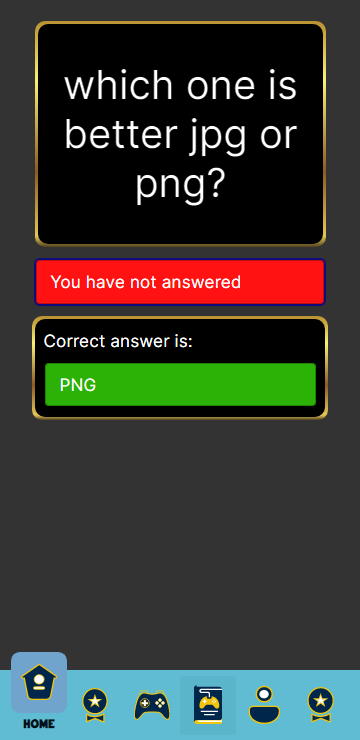 which one is
better jpg or
png?
You have not answered
Correct answer is:
PNG
HOME